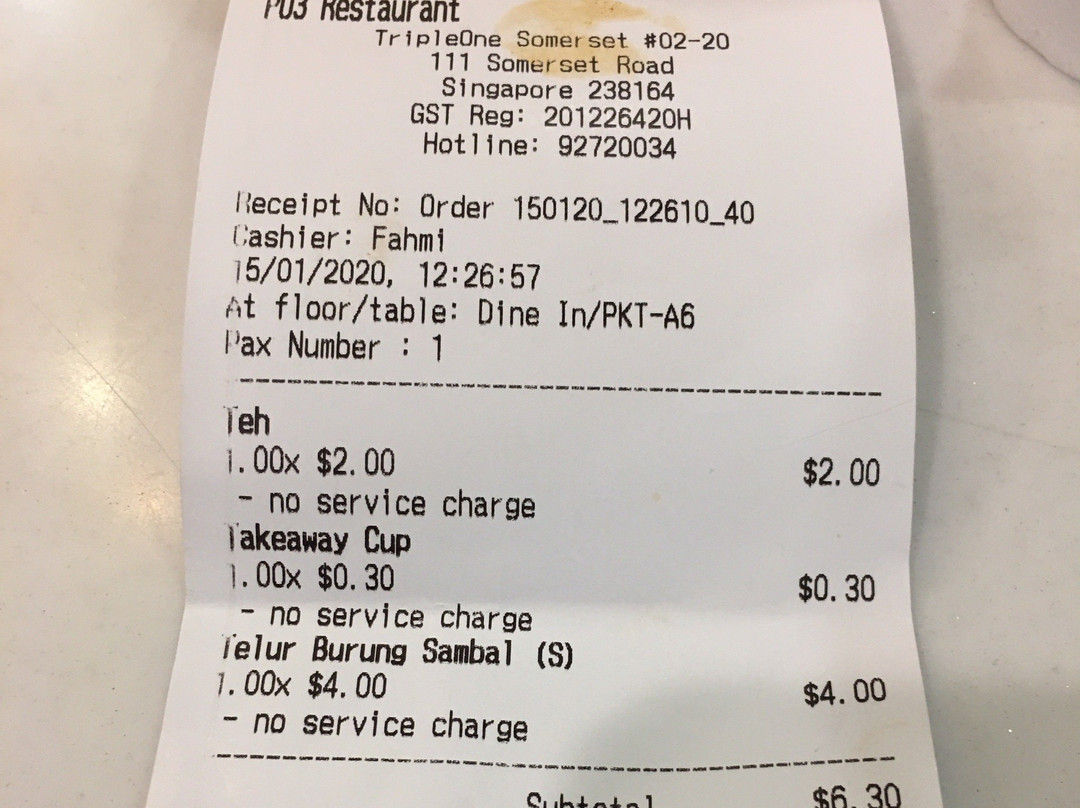 Restaurant
TripleOne Somerset #02-20
111 Somerset Road
Singapore 238164
GST Reg: 201226420H
Hotline: 92720034
Receipt No: Order 150120_122610_40
Cashier: Fahmi
15/01/2020, 12:26:57
At floor/table: Dine In/PKT-A6
Pax Number : 1
Teh
1.00x $2.00 $2.00
- no service charge
Takeaway Cup
1.00x $0.30 $0.30
- no service charge
Telur Burung Sambal (S)
1.00x $4.00 $4.00
- no service charge
Subtotal $6.30